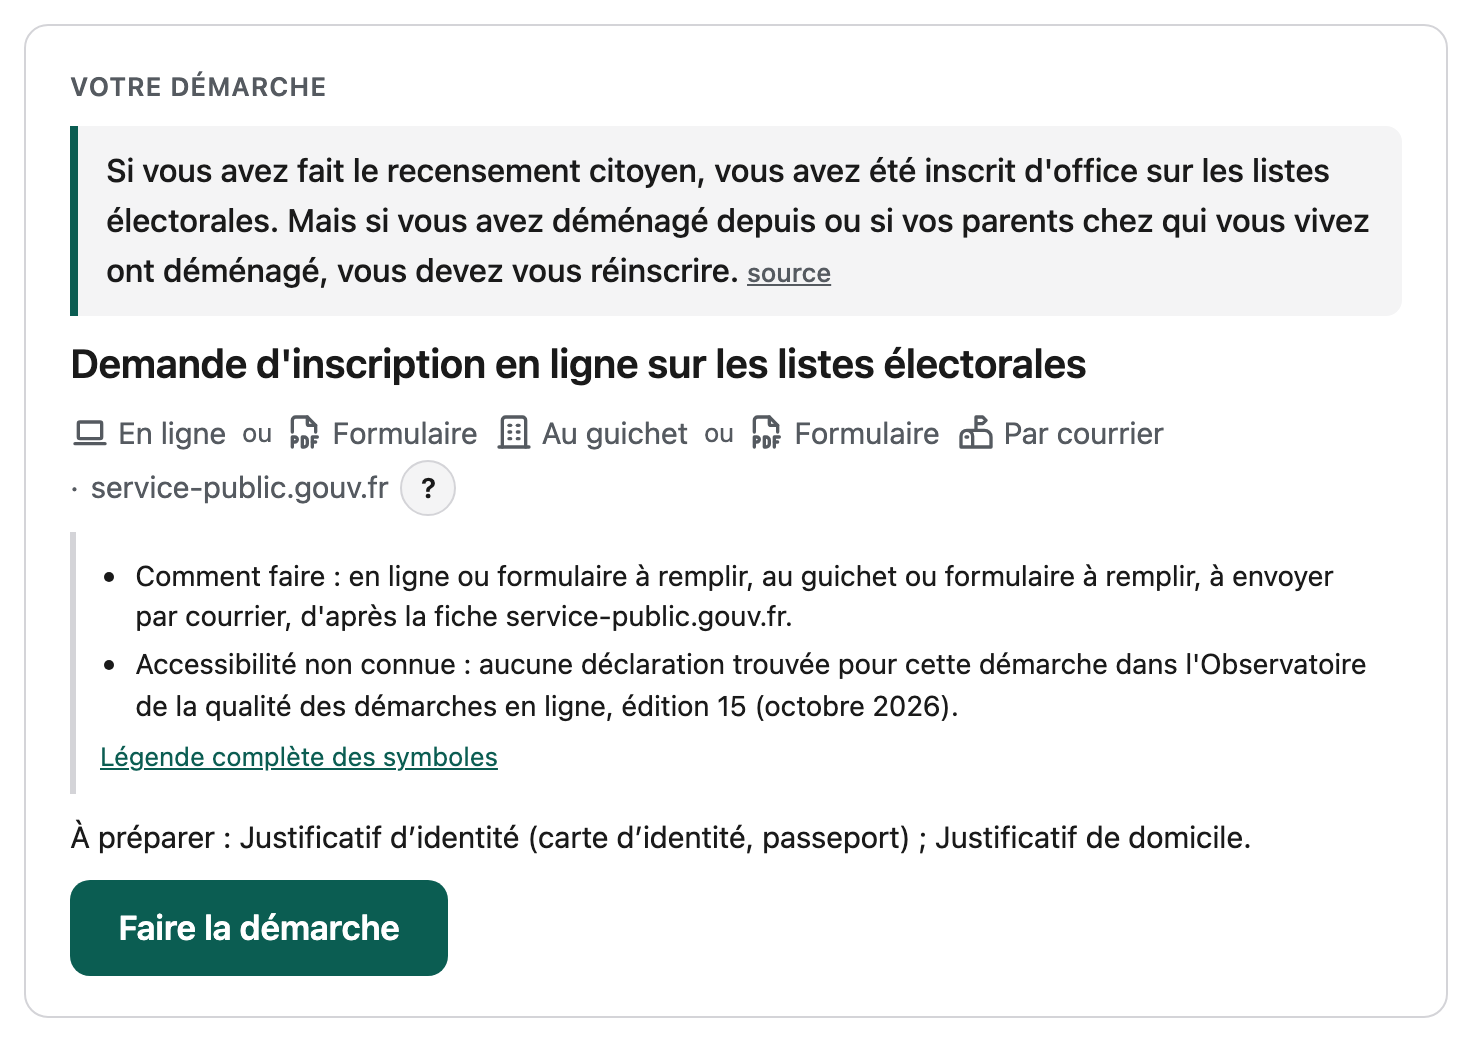 VOTRE DÉMARCHE
Si vous avez fait le recensement citoyen, vous avez été inscrit d'office sur les listes
électorales. Mais si vous avez déménagé depuis ou si vos parents chez qui vous vivez
ont déménagé, vous devez vous réinscrire. source
Demande d'inscription en ligne sur les listes électorales
En ligne ou PDF Formulaire Au guichet ou PDF Formulaire Par courrier
· service-public.gouv.fr ?
• Comment faire : en ligne ou formulaire à remplir, au guichet ou formulaire à remplir, à envoyer
par courrier, d'après la fiche service-public.gouv.fr.
• Accessibilité non connue : aucune déclaration trouvée pour cette démarche dans l'Observatoire
de la qualité des démarches en ligne, édition 15 (octobre 2026).
Légende complète des symboles
À préparer : Justificatif d’identité (carte d’identité, passeport) ; Justificatif de domicile.
Faire la démarche